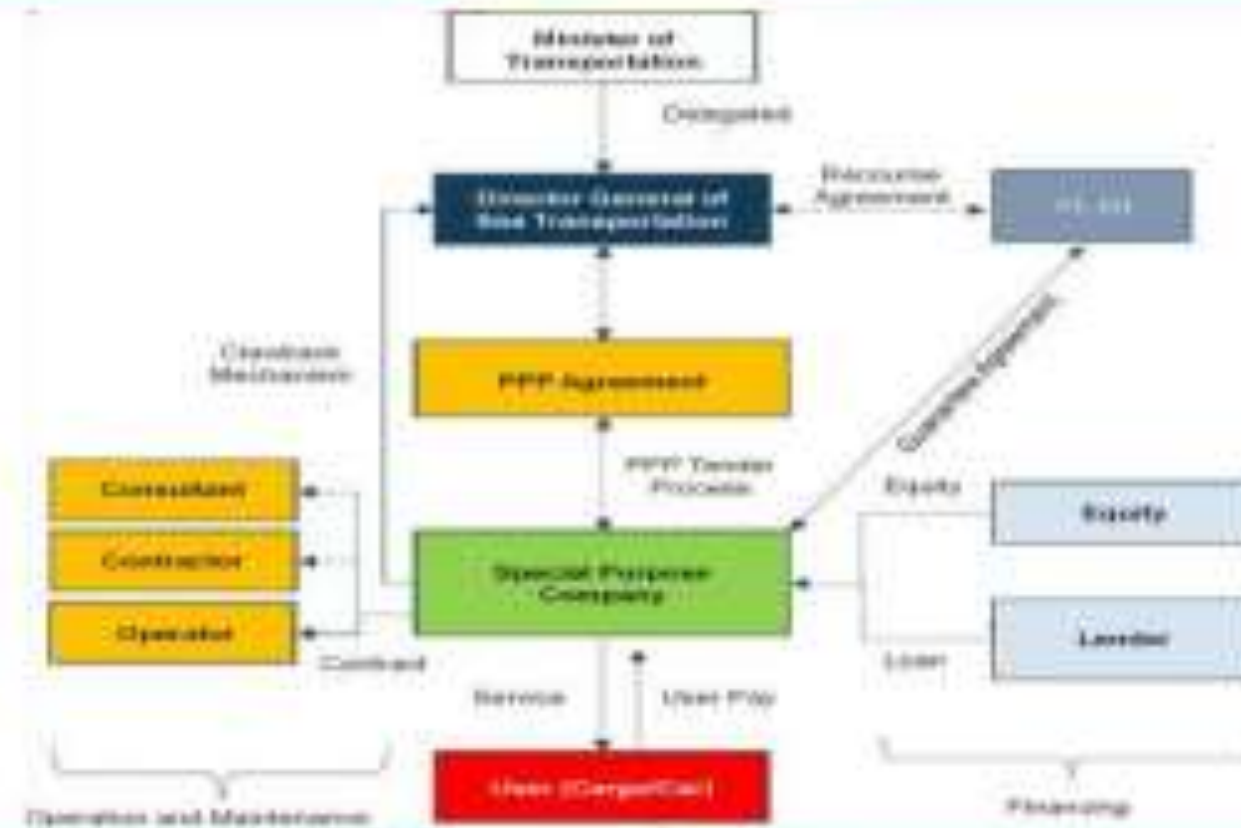 Minister of
Transportation
Delegated
Director General of
Sea Transportation
Recourse
Agreement
Clawback
Mechanism
PPP Agreement
Guarantee Agreement
PPP Tender
Process
Equity
Equity
Consultant
Contractor
Operator
Special Purpose
Company
Lender
Loan
Contract
Service
User Pay
User (Cargo/Car)
Operation and Maintenance
Financing